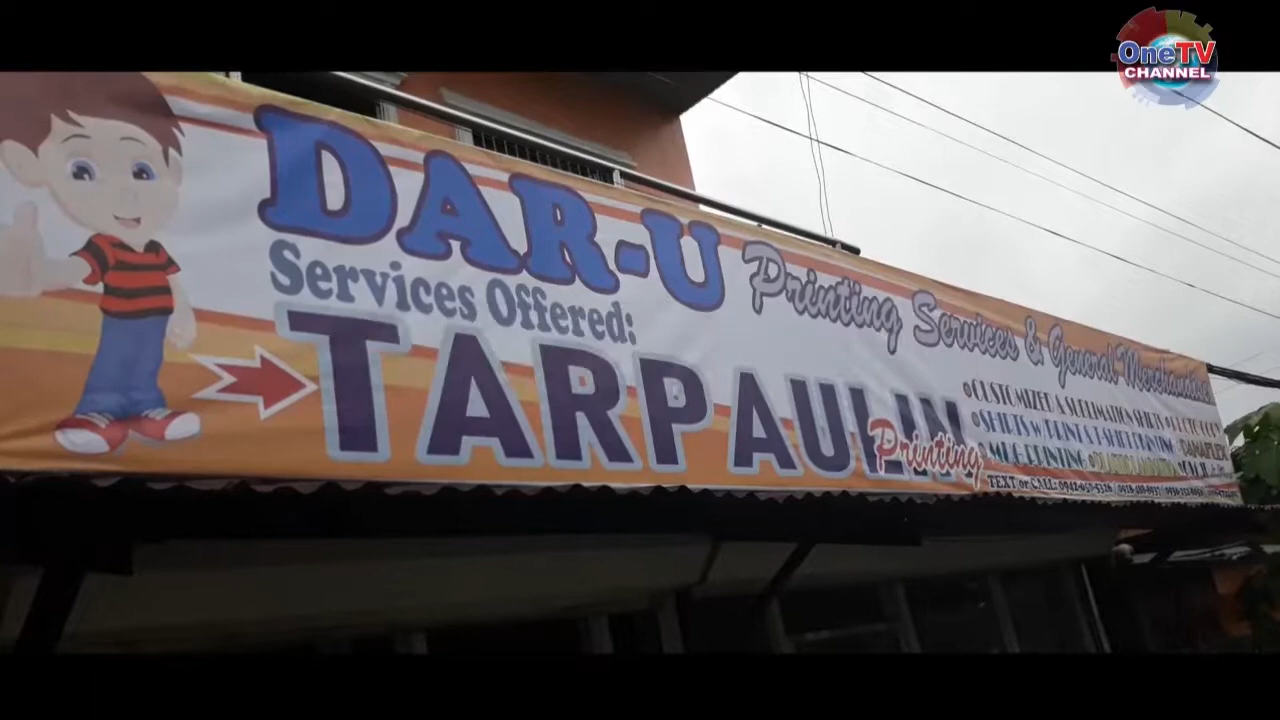 OneTV
CHANNEL
DAR-U Printing Services & General Merchandise
Services Offered:
TARPAULIN
Printing
•CUSTOMIZED & SUBLIMATION SHIRTS
•SHIRTS w/ PRINT & T-SHIRT PRINTING
PANAFLEX
•MUG PRINTING
TEXT or CALL: